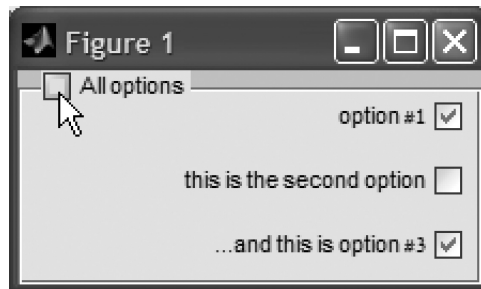 Figure 1
All options
option #1
this is the second option
...and this is option #3